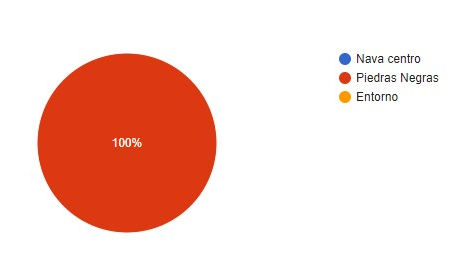 100%
Nava centro
Piedras Negras
Entorno